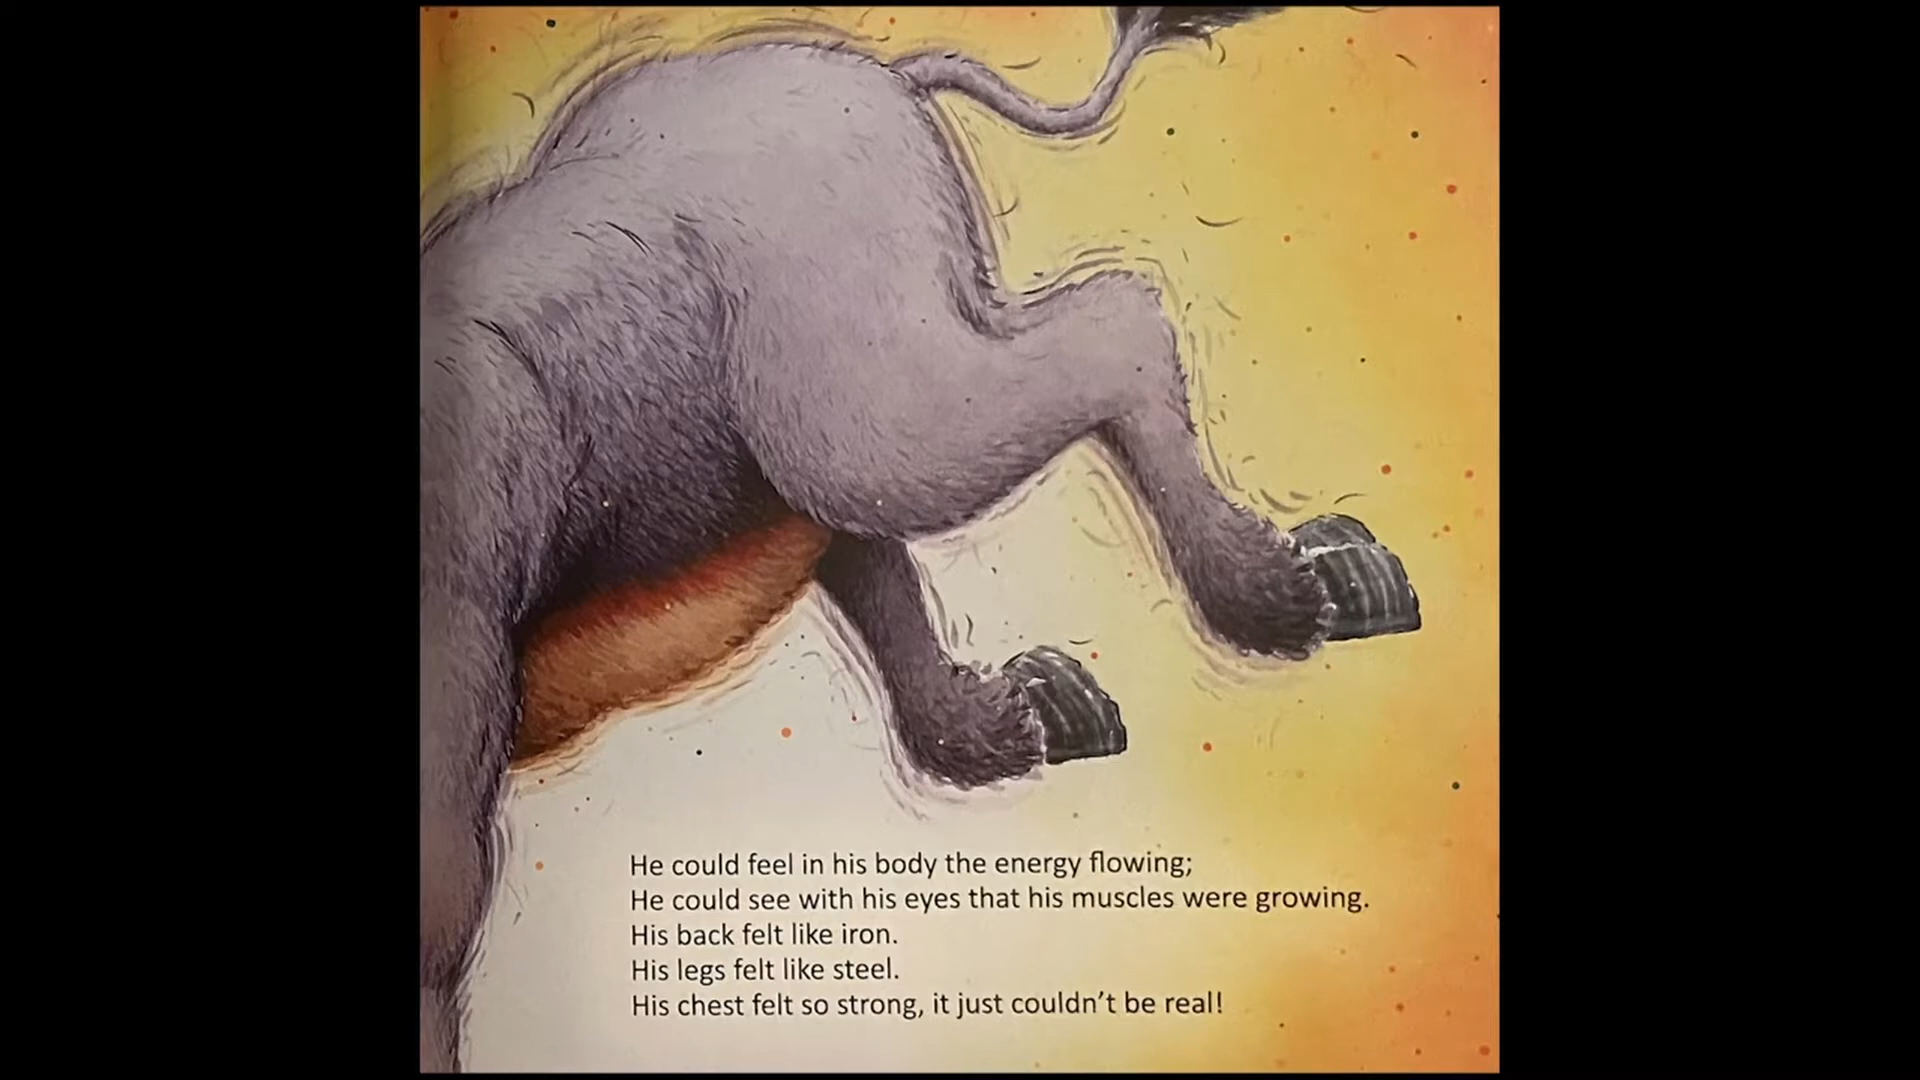 He could feel in his body the energy flowing;
He could see with his eyes that his muscles were growing.
His back felt like iron.
His legs felt like steel.
His chest felt so strong, it just couldn't be real!